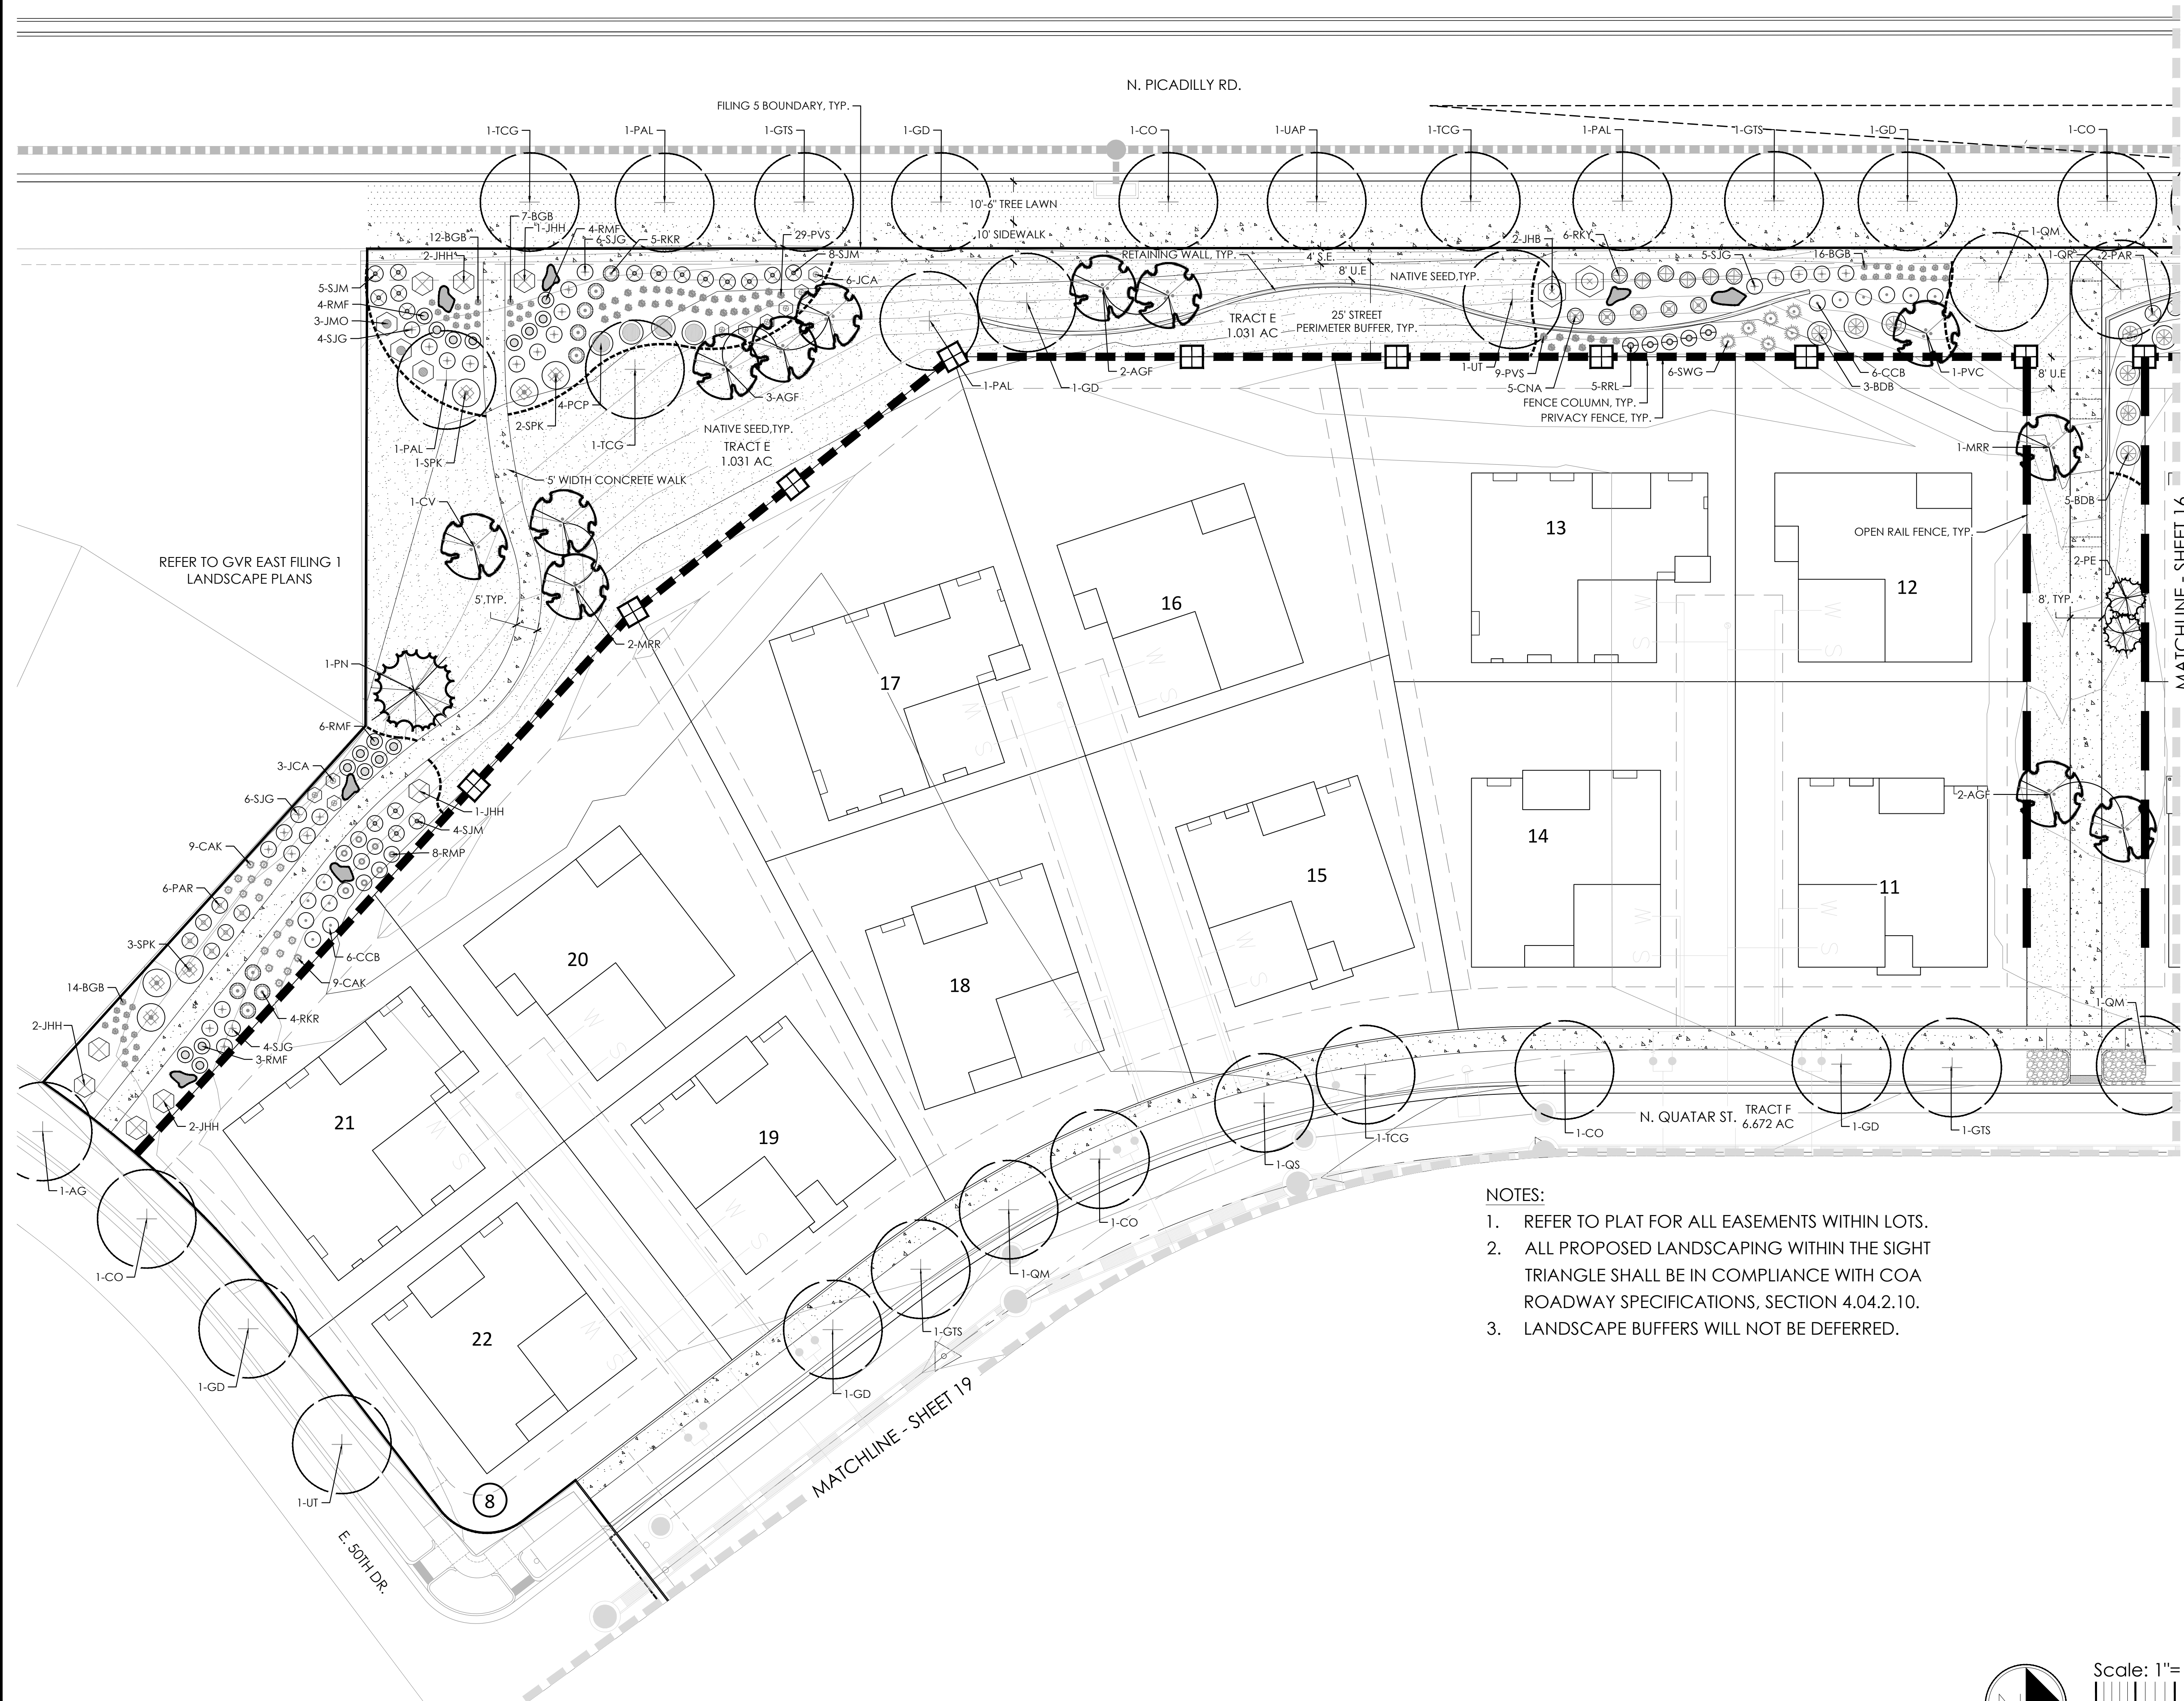 N. PICADILLY RD.
FILING 5 BOUNDARY, TYP.
1-TCG
1-PAL
1-GTS
1-GD
1-CO
1-UAP
1-TCG
1-PAL
1-GTS
1-GD
1-CO
10'-6" TREE LAWN
10' SIDEWALK
7-BGB
1-JHH
4-RMF
6-SJG
5-RKR
12-BGB
2-JHH
29-PVS
8-SJM
6-JCA
RETAINING WALL, TYP.
4' S.E.
8' U.E
NATIVE SEED,TYP.
2-JHB
6-RKY
5-SJG
16-BGB
1-QM
1-QR
2-PAR
5-SJM
4-RMF
3-JMO
4-SJG
TRACT E
1.031 AC
25' STREET
PERIMETER BUFFER, TYP.
1-PAL
1-SPK
2-SPK
4-PCP
1-TCG
3-AGF
1-PAL
1-GD
2-AGF
1-UT
9-PVS
5-CNA
5-RRL
6-SWG
FENCE COLUMN, TYP.
PRIVACY FENCE, TYP.
6-CCB
3-BDB
1-PVC
8' U.E
NATIVE SEED,TYP.
TRACT E
1.031 AC
5' WIDTH CONCRETE WALK
1-CV
1-MRR
5-BDB
OPEN RAIL FENCE, TYP.
2-PE
8', TYP.
MATCHLINE - SHEET 16
REFER TO GVR EAST FILING 1
LANDSCAPE PLANS
5',TYP.
2-MRR
1-PN
13
12
16
17
6-RMF
3-JCA
6-SJG
1-JHH
4-SJM
8-RMP
9-CAK
6-PAR
3-SPK
14-BGB
2-JHH
6-CCB
9-CAK
4-RKR
4-SJG
3-RMF
2-JHH
2-AGF
14
15
11
18
20
21
19
22
W
S
W
S
W
S
W
S
W
S
W
S
W
S
W
S
W
S
W
S
W
S
W
S
1-QM
1-AG
1-CO
1-GD
1-UT
8
E. 50TH DR.
1-GD
1-GTS
1-QM
1-CO
1-QS
1-TCG
1-CO
N. QUATAR ST.
TRACT F
6.672 AC
1-GD
1-GTS
MATCHLINE - SHEET 19
NOTES:
1. REFER TO PLAT FOR ALL EASEMENTS WITHIN LOTS.
2. ALL PROPOSED LANDSCAPING WITHIN THE SIGHT
TRIANGLE SHALL BE IN COMPLIANCE WITH COA
ROADWAY SPECIFICATIONS, SECTION 4.04.2.10.
3. LANDSCAPE BUFFERS WILL NOT BE DEFERRED.
Scale: 1"=